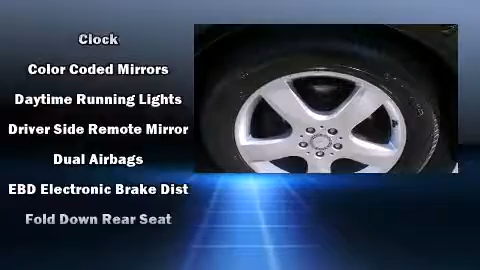 Clock
Color Coded Mirrors
Daytime Running Lights
Driver Side Remote Mirror
Dual Airbags
EBD Electronic Brake Dist
Fold Down Rear Seat